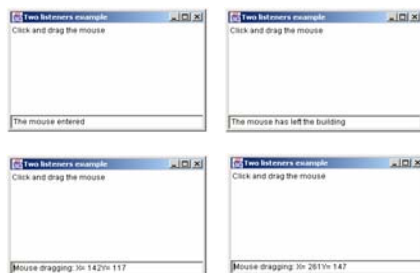 Two listeners example
Click and drag the mouse
The mouse entered
Two listeners example
Click and drag the mouse
The mouse has left the building
Two listeners example
Click and drag the mouse
Mouse dragging: X= 142Y= 117
Two listeners example
Click and drag the mouse
Mouse dragging: X= 261Y= 147